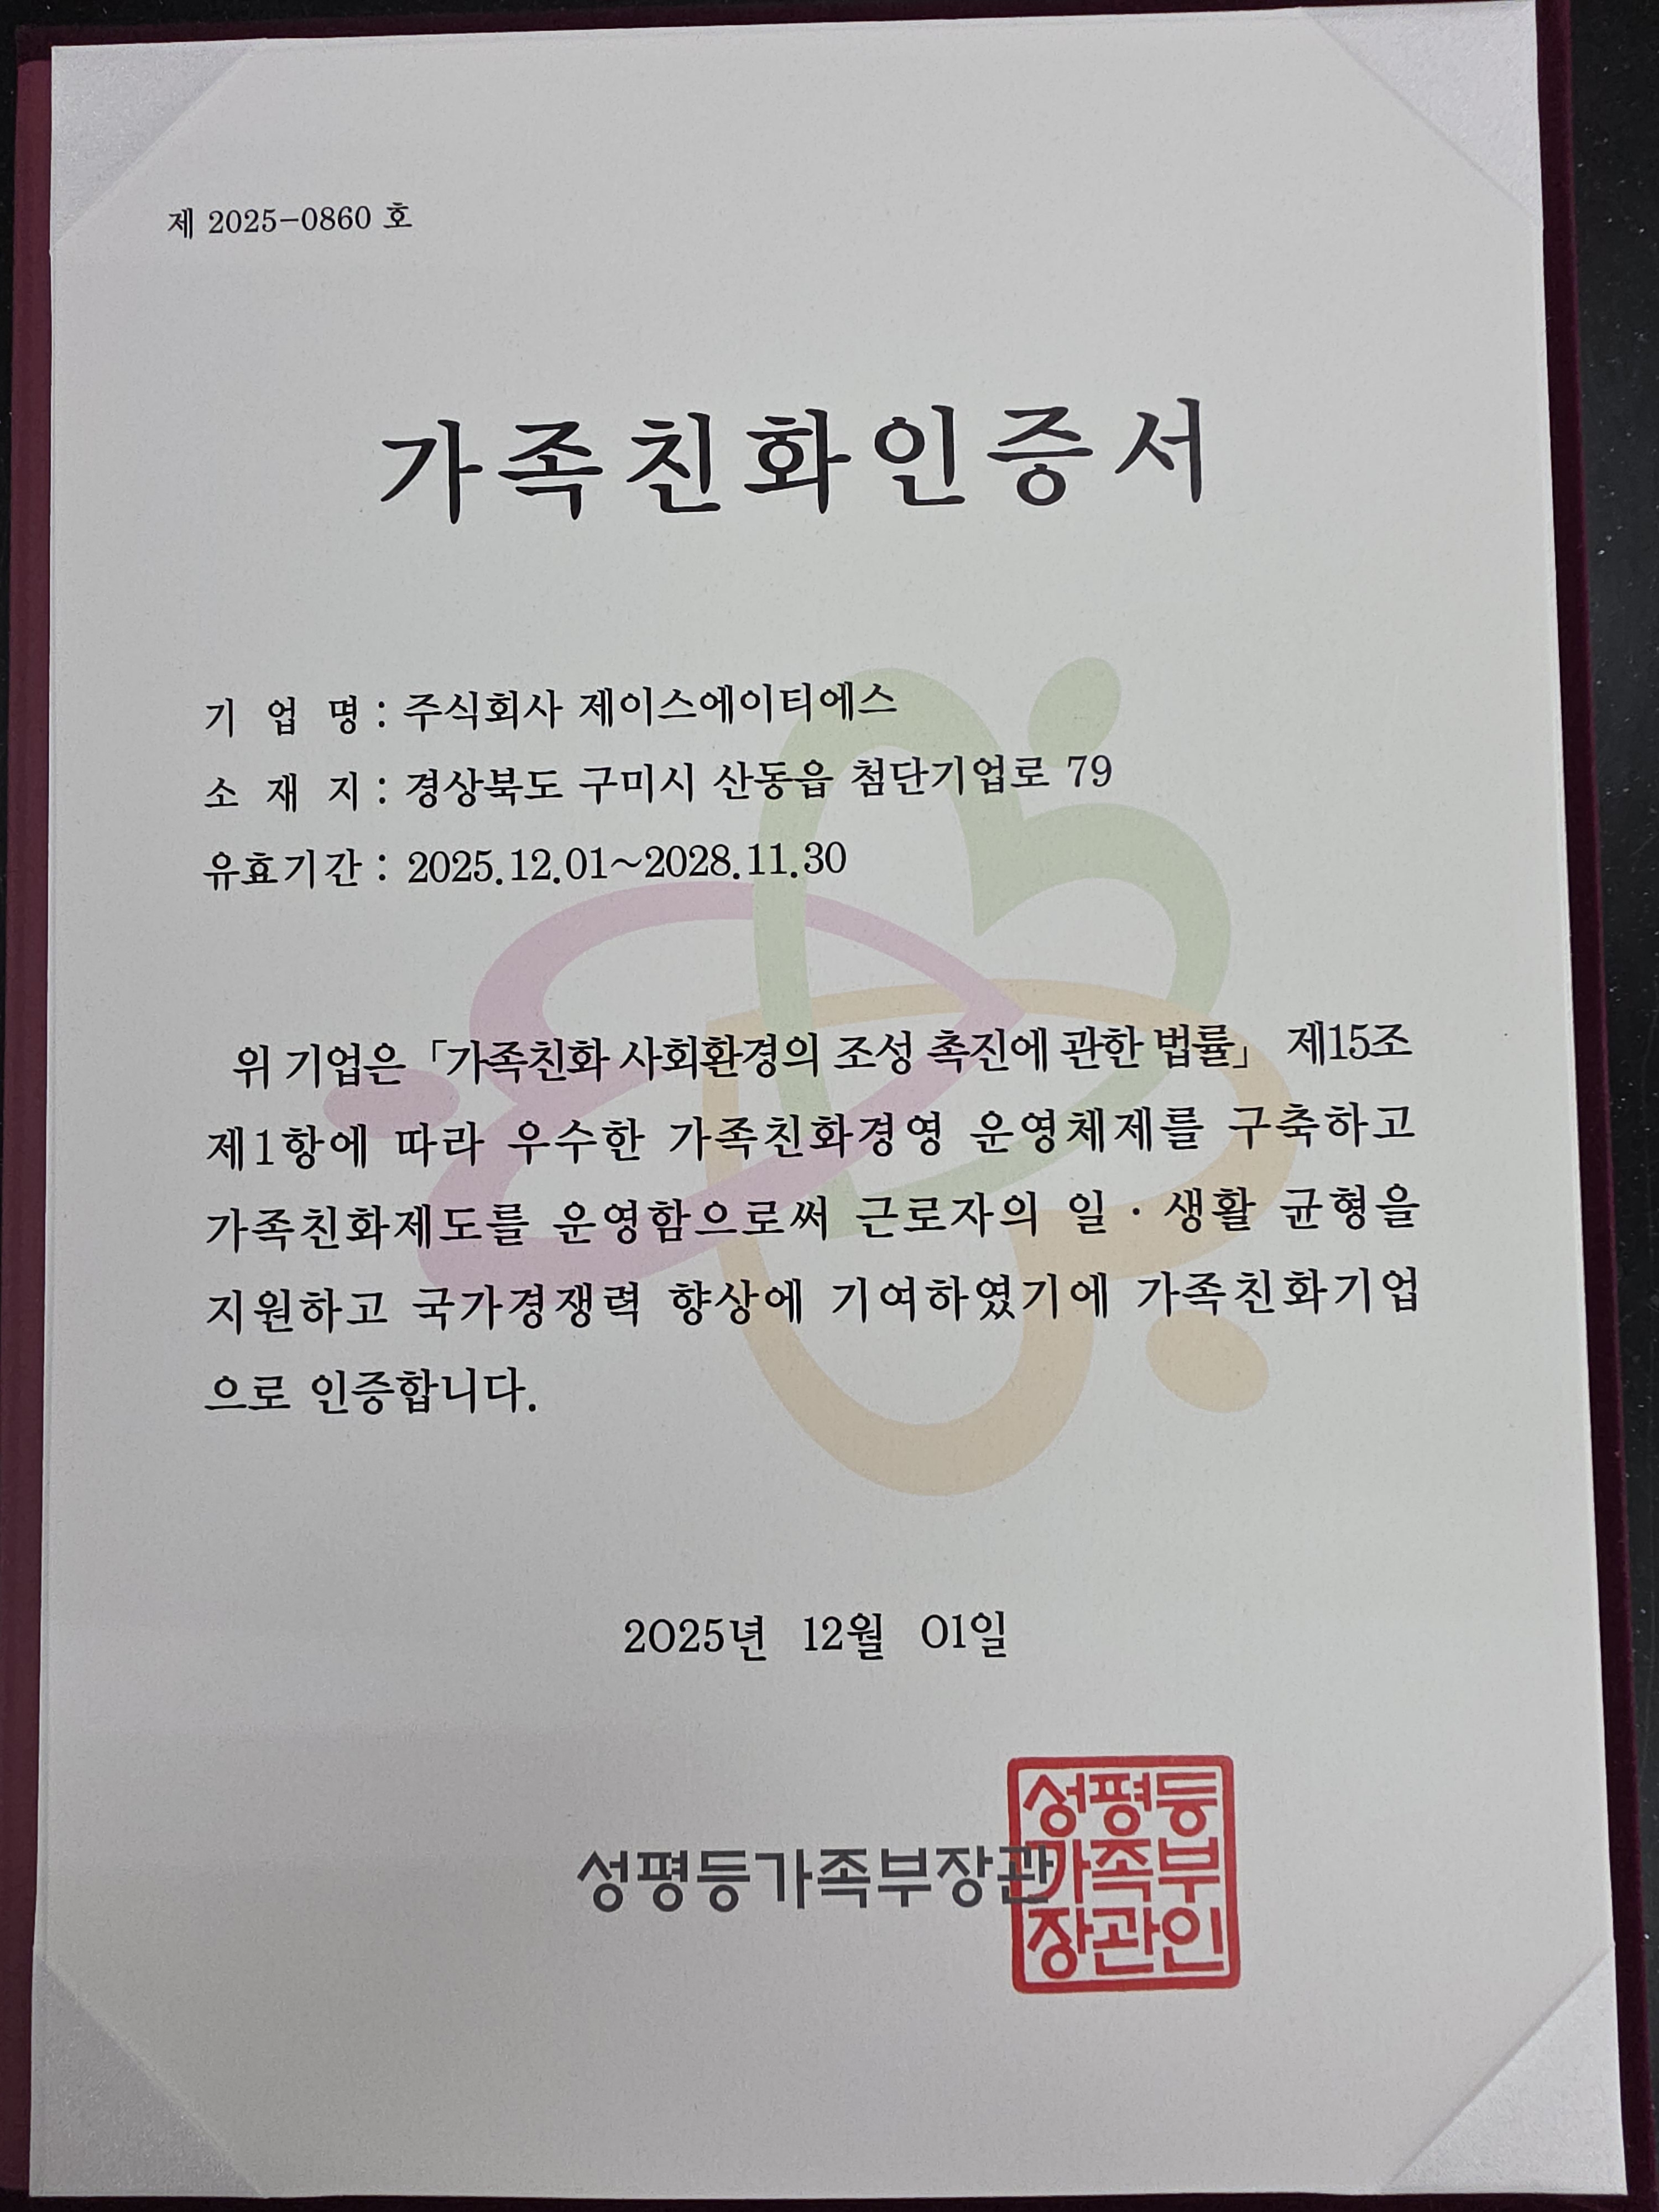 제 2025-0860 호
가족친화인증서
기 업 명 : 주식회사 제이스에이티에스
소 재 지 : 경상북도 구미시 산동읍 첨단기업로 79
유효기간 : 2025.12.01~2028.11.30
위 기업은 「가족친화 사회환경의 조성 촉진에 관한 법률」 제15조
제1항에 따라 우수한 가족친화경영 운영체제를 구축하고
가족친화제도를 운영함으로써 근로자의 일·생활 균형을
지원하고 국가경쟁력 향상에 기여하였기에 가족친화기업
으로 인증합니다.
2025년 12월 01일
성평등가족부장관
성평등
가족부
장관인